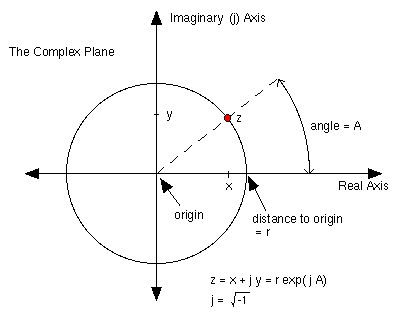 Imaginary (j) Axis
The Complex Plane
y
z
angle = A
x
Real Axis
origin
distance to origin
= r
z = x + j y = r exp( j A)
j = √-1